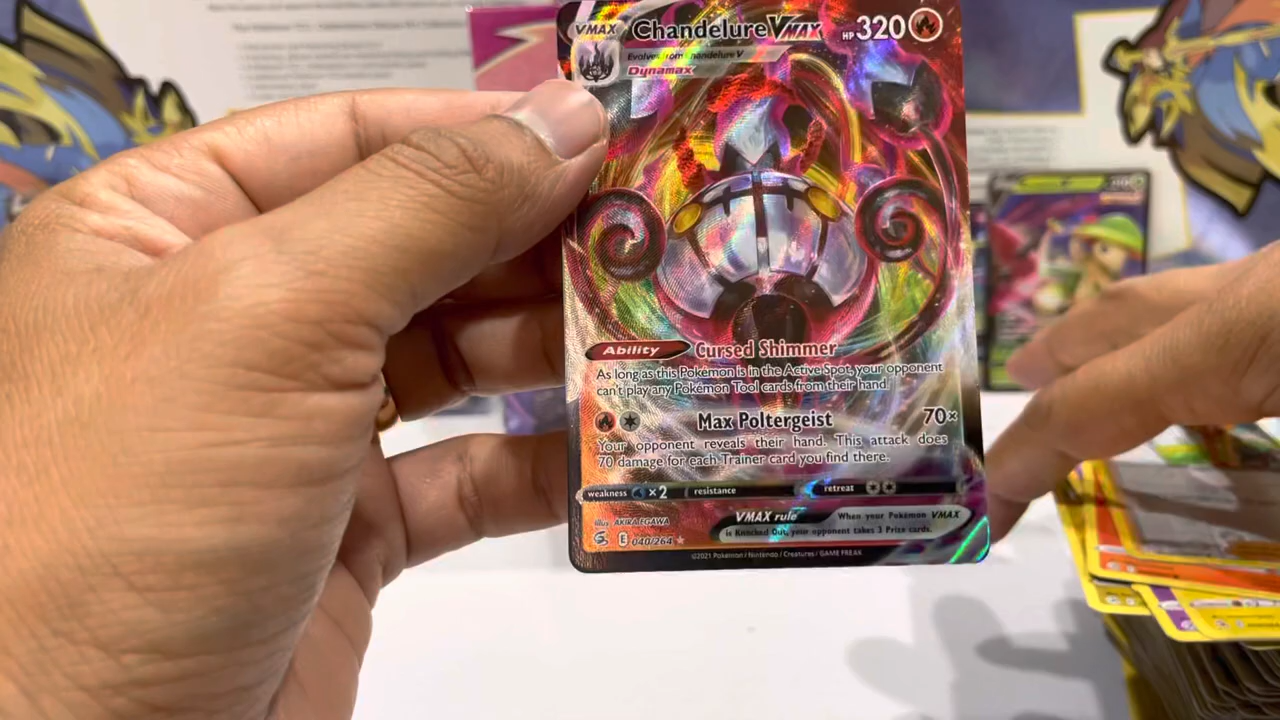 VMAX Chandelure VMAX HP 320
Evolves from Chandelure V
Dynamax
Ability Cursed Shimmer
As long as this Pokémon is in the Active Spot, your opponent
can't play any Pokémon Tool cards from their hand.
Max Poltergeist 70×
Your opponent reveals their hand. This attack does
70 damage for each Trainer card you find there.
weakness ×2 resistance retreat
VMAX rule When your Pokémon VMAX
is Knocked Out, your opponent takes 3 Prize cards.
Illus. AKIRA EGAWA
E 040/264
©2021 Pokémon / Nintendo / Creatures / GAME FREAK